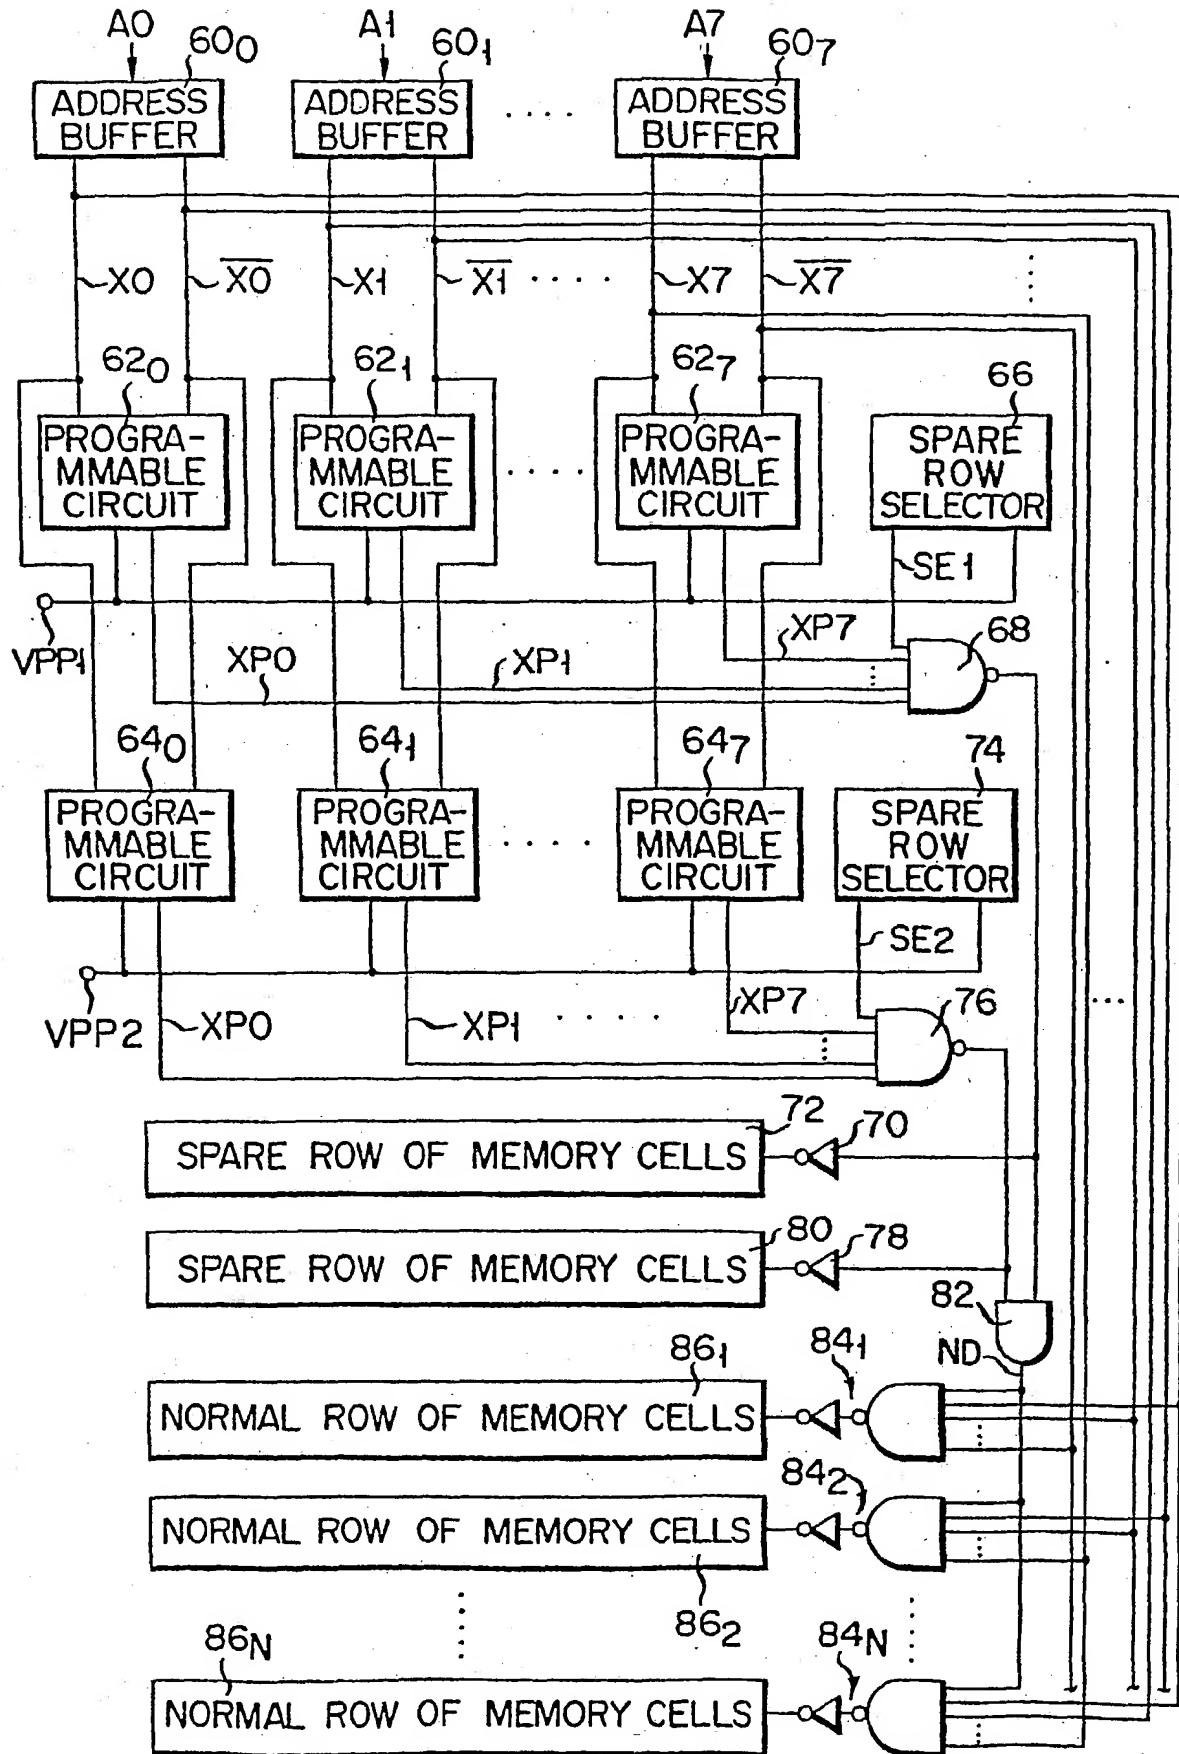 A0 60₀ A1 60₁ A7 60₇
ADDRESS
BUFFER
ADDRESS
BUFFER
. . . .
ADDRESS
BUFFER
X0 X̅0̅ X1 X̅1̅ . . . . X7 X̅7̅
62₀ 62₁ 62₇ 66
PROGRA-
MMABLE
CIRCUIT
PROGRA-
MMABLE
CIRCUIT
. . . .
PROGRA-
MMABLE
CIRCUIT
SPARE
ROW
SELECTOR
SE1
VPP1
XP0 XP1 XP7 68
64₀ 64₁ 64₇ 74
PROGRA-
MMABLE
CIRCUIT
PROGRA-
MMABLE
CIRCUIT
. . . .
PROGRA-
MMABLE
CIRCUIT
SPARE
ROW
SELECTOR
SE2
VPP2 XP0 XP1 . . . . XP7 76
72 70
SPARE ROW OF MEMORY CELLS
80 78
SPARE ROW OF MEMORY CELLS
82
ND
86₁ 84₁
NORMAL ROW OF MEMORY CELLS
84₂
NORMAL ROW OF MEMORY CELLS
86₂
86N 84N
NORMAL ROW OF MEMORY CELLS